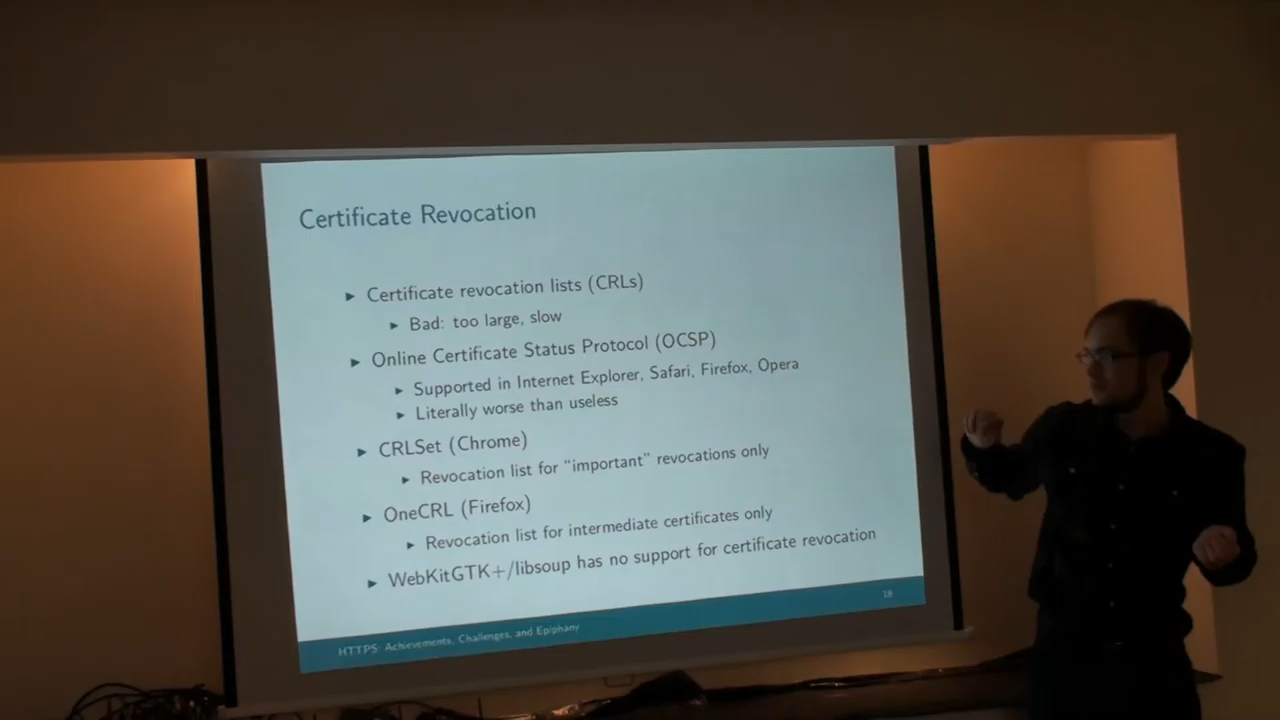 Certificate Revocation
► Certificate revocation lists (CRLs)
► Bad: too large, slow
► Online Certificate Status Protocol (OCSP)
► Supported in Internet Explorer, Safari, Firefox, Opera
► Literally worse than useless
► CRLSet (Chrome)
► Revocation list for “important” revocations only
► OneCRL (Firefox)
► Revocation list for intermediate certificates only
► WebKitGTK+/libsoup has no support for certificate revocation
18
HTTPS: Achievements, Challenges, and Epiphany